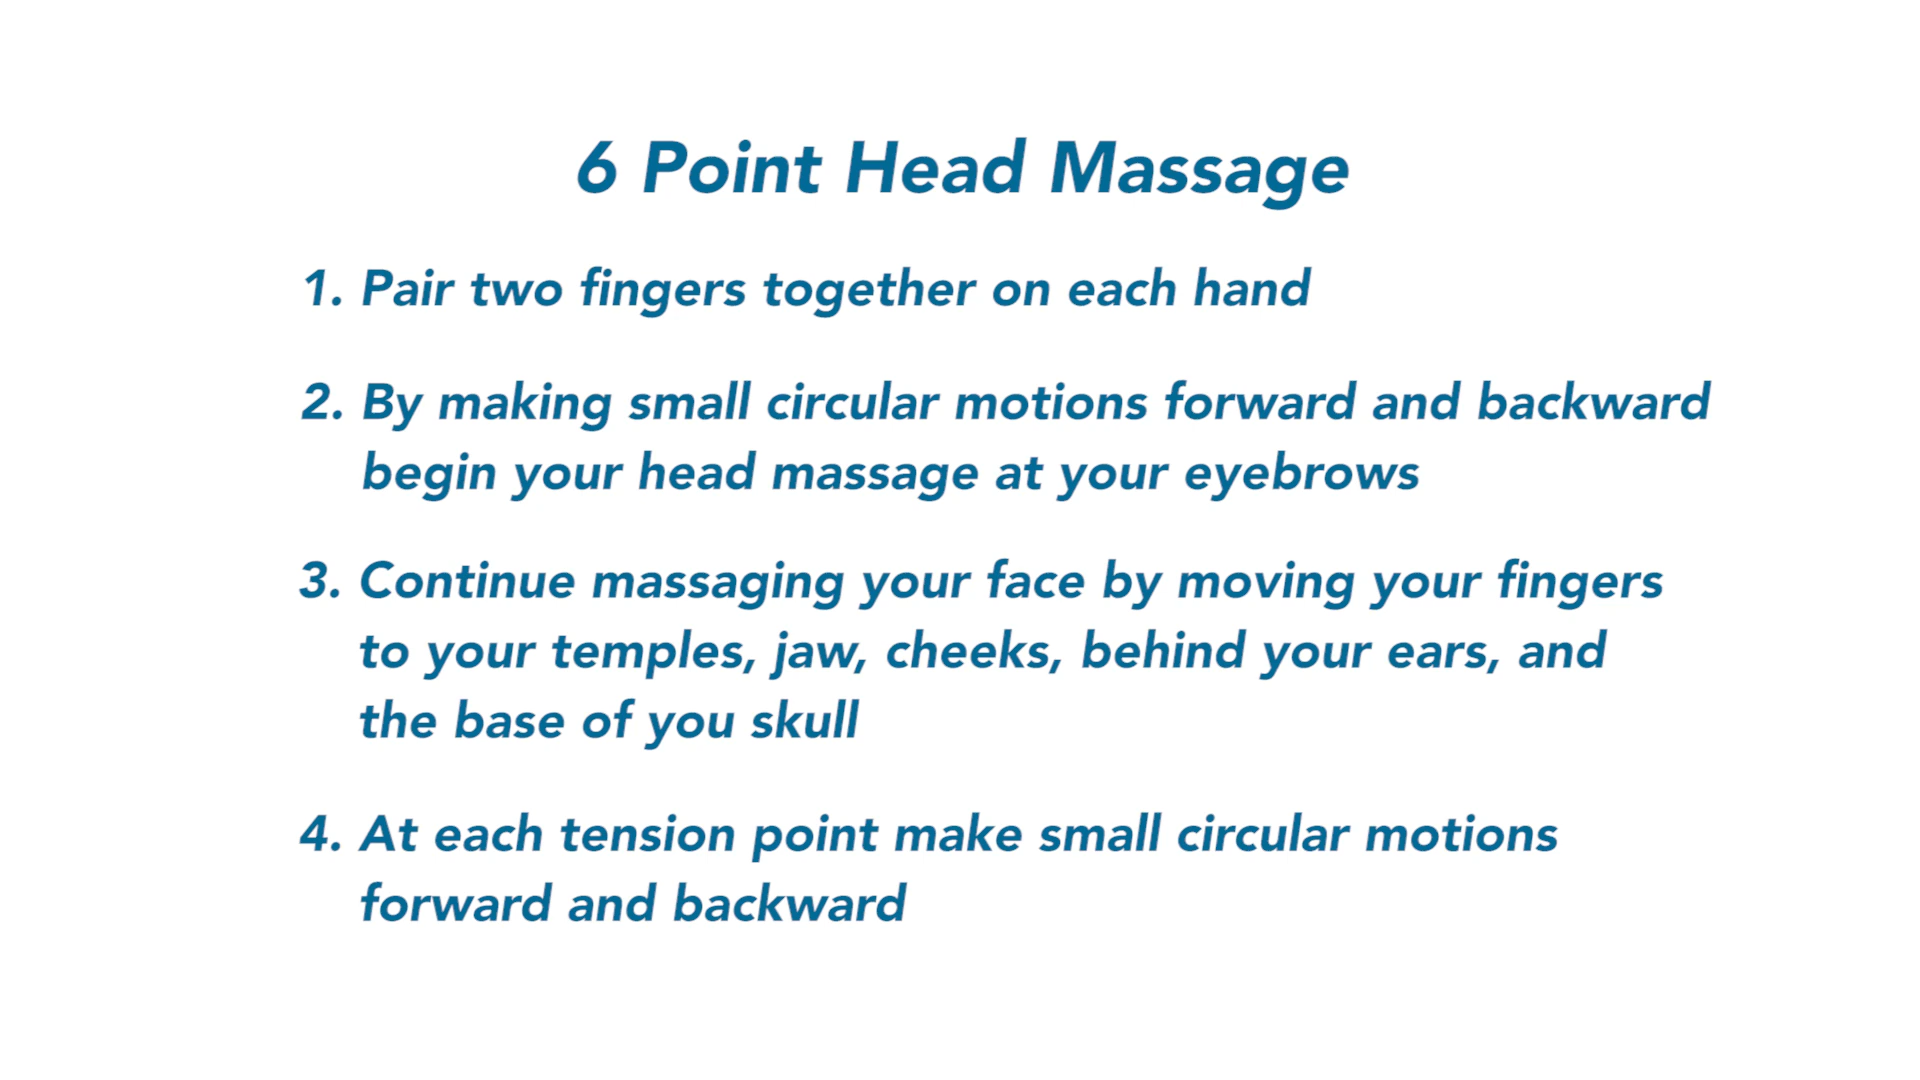 6 Point Head Massage
1. Pair two fingers together on each hand
2. By making small circular motions forward and backward
begin your head massage at your eyebrows
3. Continue massaging your face by moving your fingers
to your temples, jaw, cheeks, behind your ears, and
the base of you skull
4. At each tension point make small circular motions
forward and backward